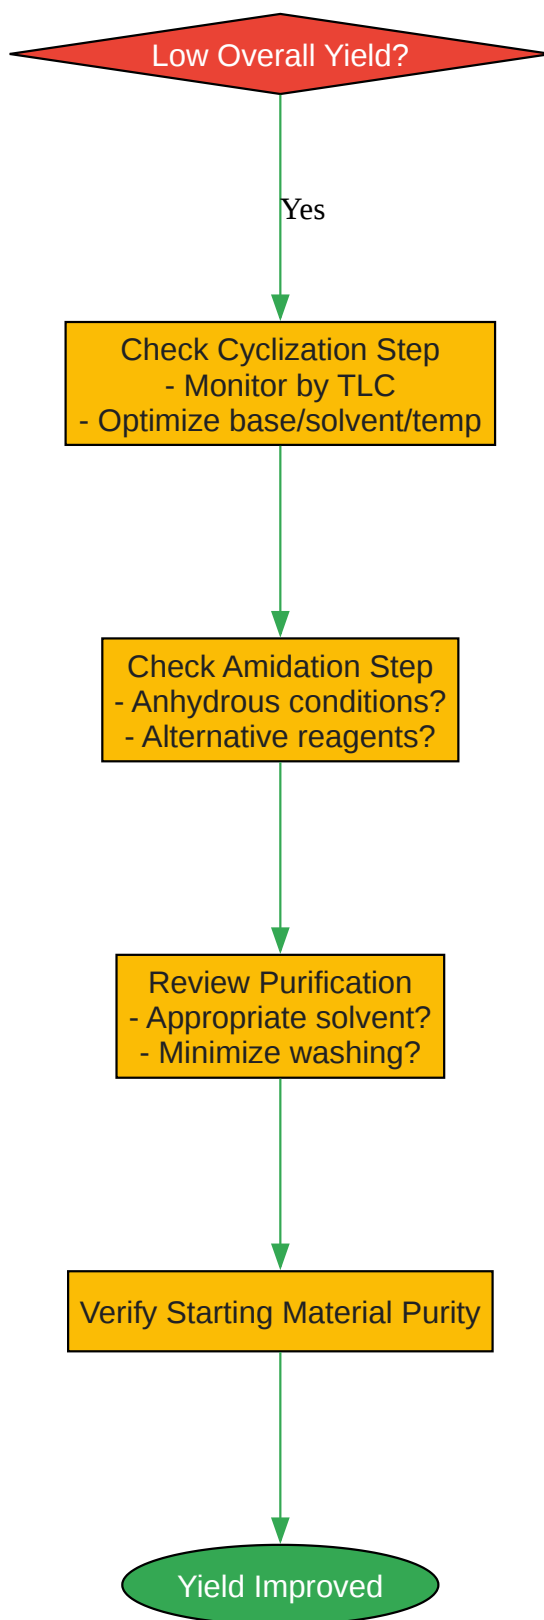 Low Overall Yield?
Yes
Check Cyclization Step
- Monitor by TLC
- Optimize base/solvent/temp
Check Amidation Step
- Anhydrous conditions?
- Alternative reagents?
Review Purification
- Appropriate solvent?
- Minimize washing?
Verify Starting Material Purity
Yield Improved